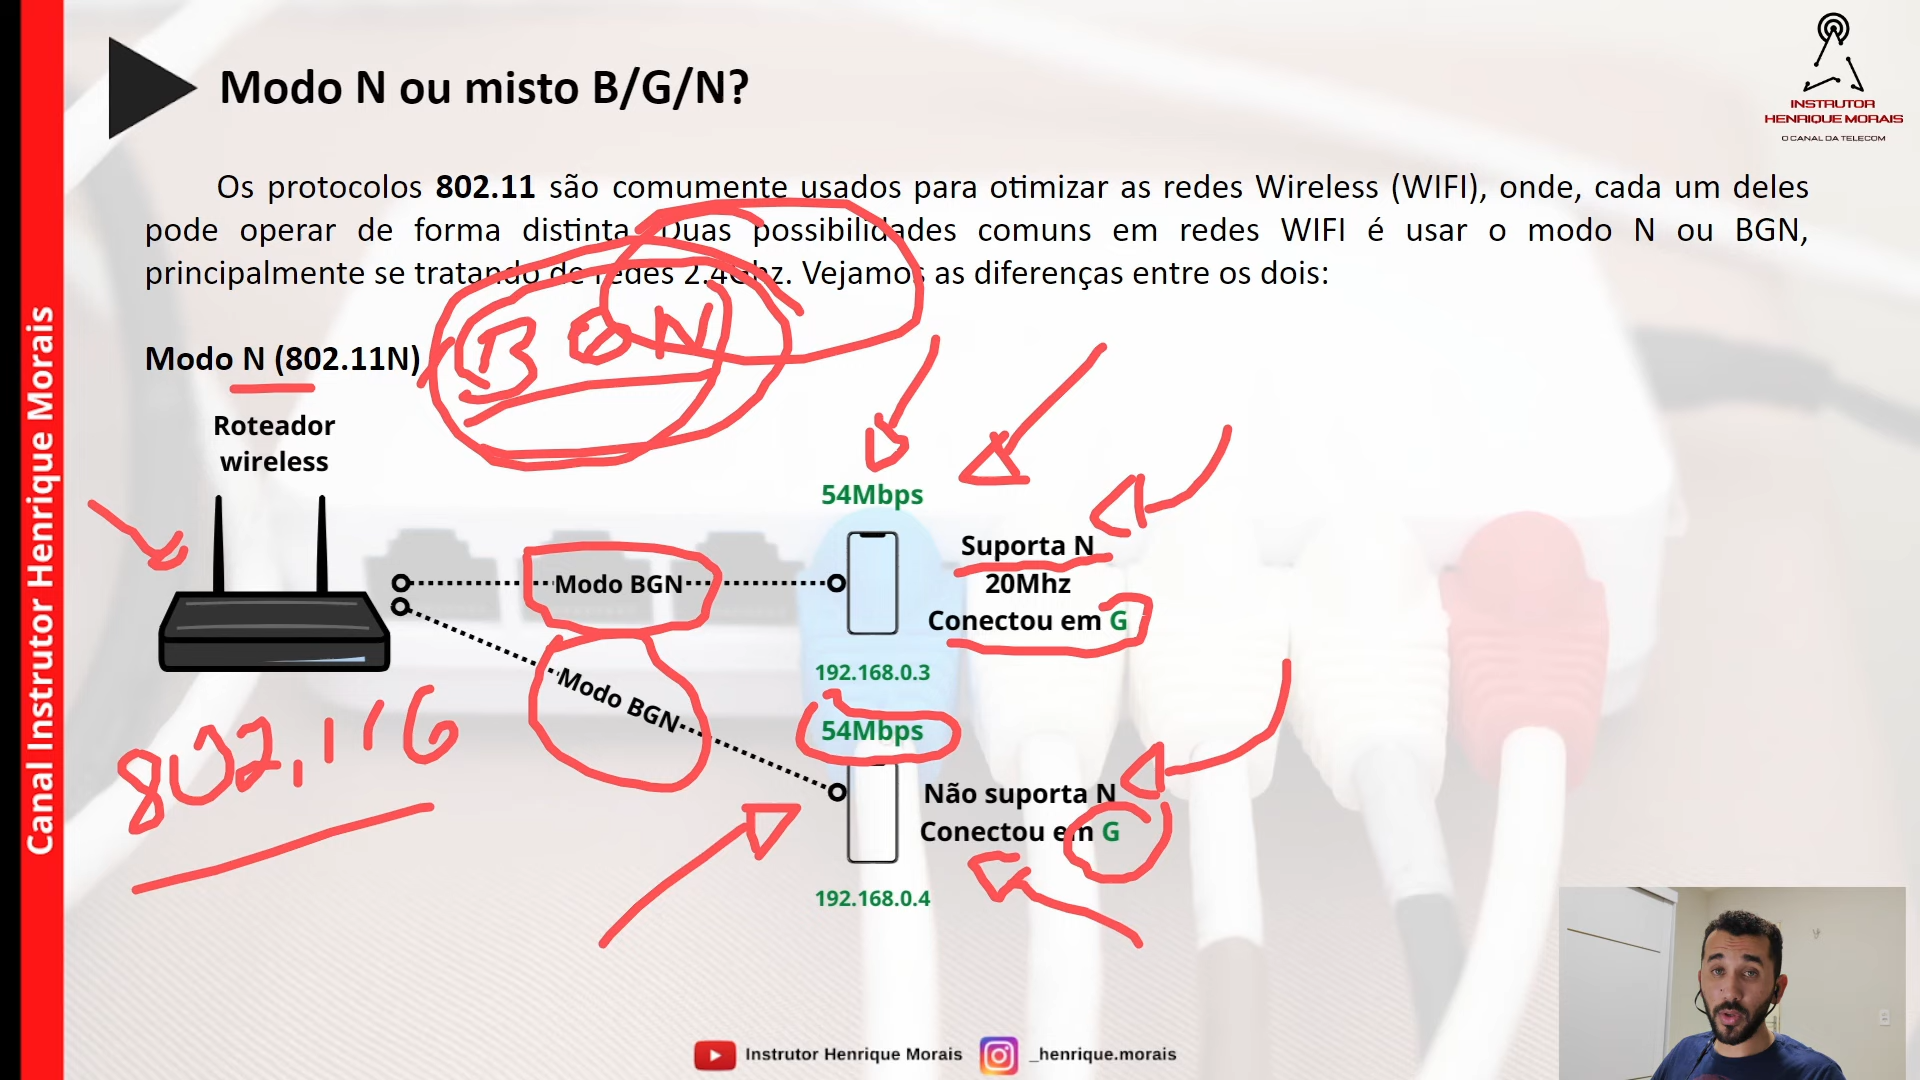 Modo N ou misto B/G/N?
INSTRUTOR
HENRIQUE MORAIS
O CANAL DA TELECOM
Os protocolos 802.11 são comumente usados para otimizar as redes Wireless (WIFI), onde, cada um deles
pode operar de forma distinta. Duas possibilidades comuns em redes WIFI é usar o modo N ou BGN,
principalmente se tratando de redes 2.4Ghz. Vejamos as diferenças entre os dois:
Modo N (802.11N)
B G N
Roteador
wireless
54Mbps
Suporta N
20Mhz
Conectou em G
Modo BGN
192.168.0.3
Modo BGN
54Mbps
Não suporta N
Conectou em G
192.168.0.4
802,11G
Canal Instrutor Henrique Morais
Instrutor Henrique Morais
_henrique.morais